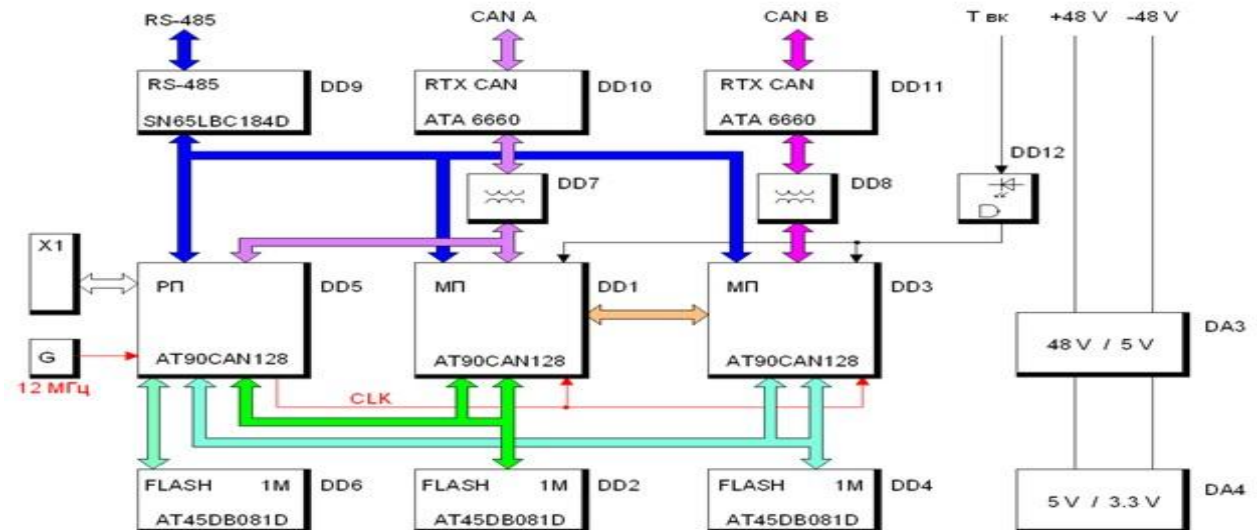 RS-485 CAN A CAN B Т вк +48 V -48 V
RS-485 DD9 RTX CAN DD10 RTX CAN DD11
SN65LBC184D ATA 6660 ATA 6660
DD12
DD7 DD8
X1
РП DD5 МП DD1 МП DD3
DA3
48 V / 5 V
G AT90CAN128 AT90CAN128 AT90CAN128
12 МГц
CLK
FLASH 1M DD6 FLASH 1M DD2 FLASH 1M DD4 DA4
5 V / 3.3 V
AT45DB081D AT45DB081D AT45DB081D